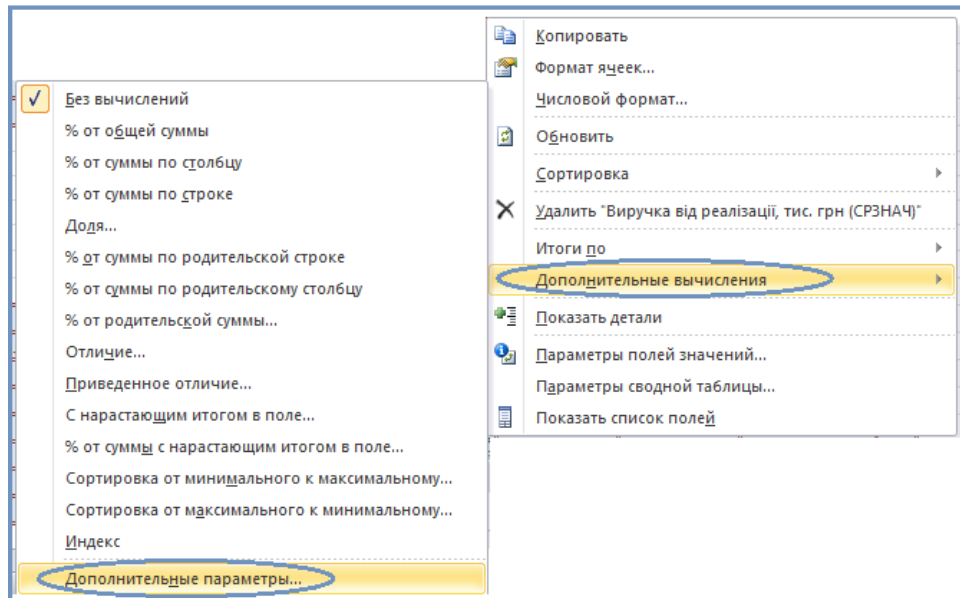 Копировать
Формат ячеек...
Числовой формат...
Обновить
Сортировка
Удалить "Виручка від реалізації, тис. грн (СРЗНАЧ)"
Итоги по
Дополнительные вычисления
Показать детали
Параметры полей значений...
Параметры сводной таблицы...
Показать список полей
Без вычислений
% от общей суммы
% от суммы по столбцу
% от суммы по строке
Доля...
% от суммы по родительской строке
% от суммы по родительскому столбцу
% от родительской суммы...
Отличие...
Приведенное отличие...
С нарастающим итогом в поле...
% от суммы с нарастающим итогом в поле...
Сортировка от минимального к максимальному...
Сортировка от максимального к минимальному...
Индекс
Дополнительные параметры...